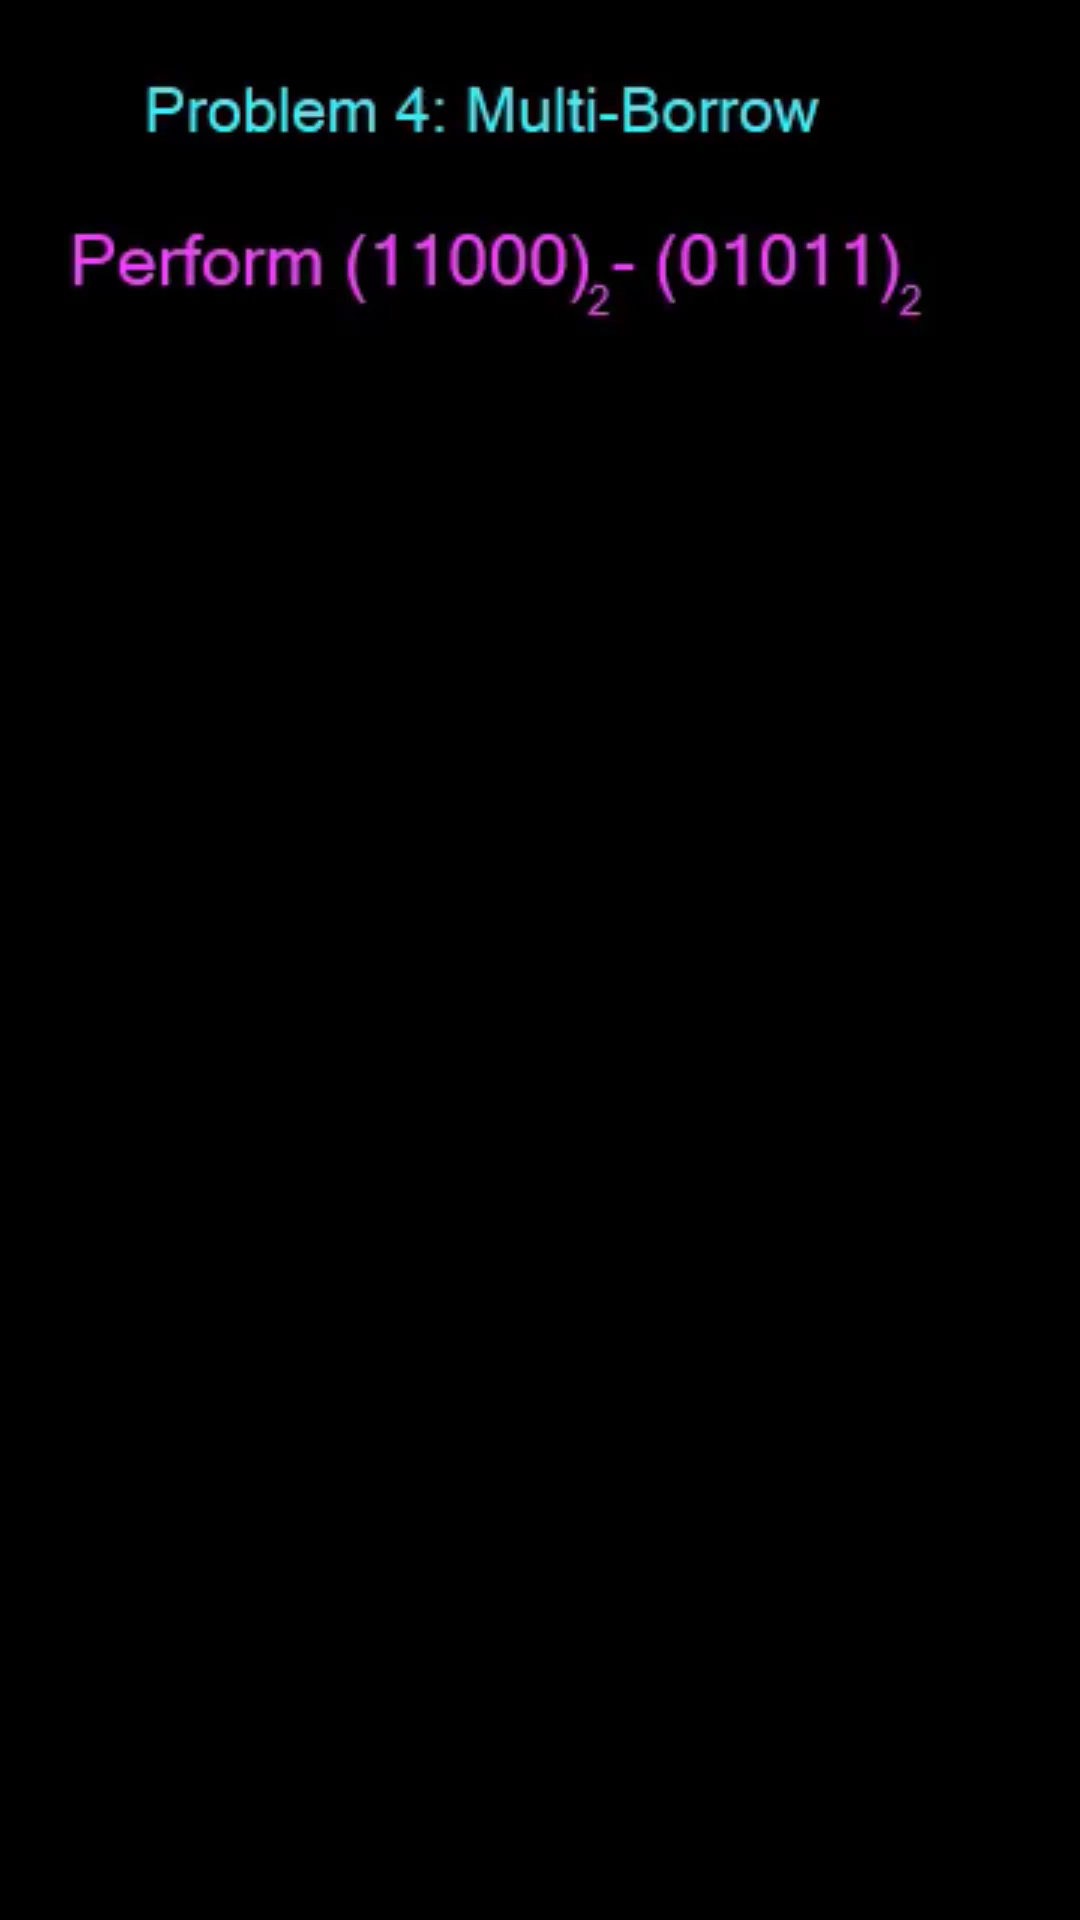 Problem 4: Multi-Borrow
Perform (11000)₂- (01011)₂